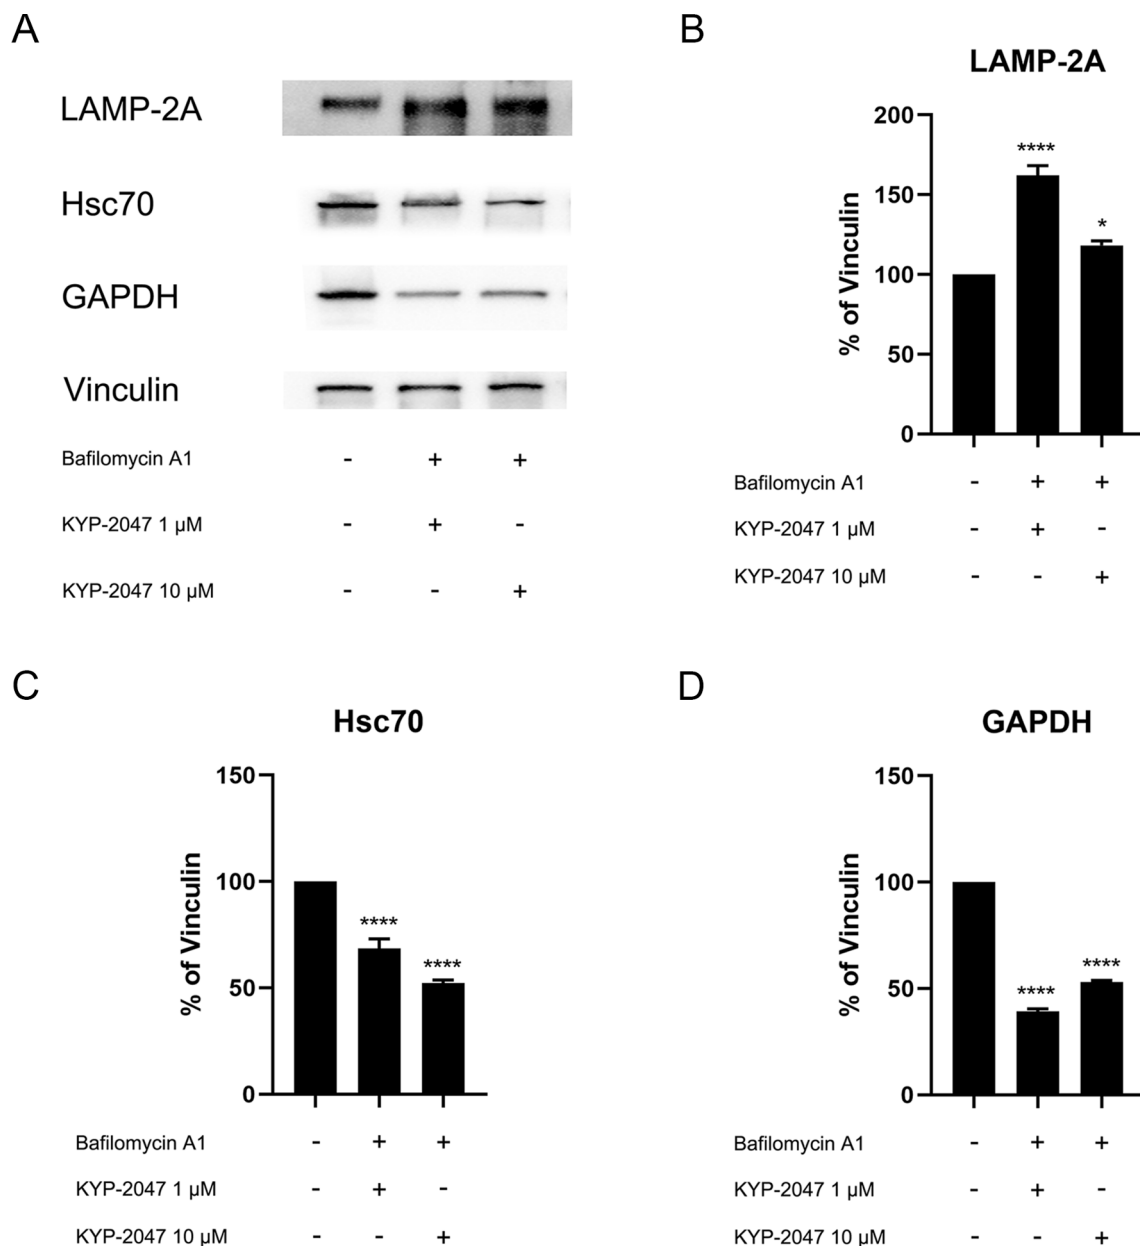 A
LAMP-2A
Hsc70
GAPDH
Vinculin
Bafilomycin A1 - + +
KYP-2047 1 µM - + -
KYP-2047 10 µM - - +
B
LAMP-2A
% of Vinculin
200
150
100
50
0
****
*
Bafilomycin A1 - + +
KYP-2047 1 µM - + -
KYP-2047 10 µM - - +
C
Hsc70
% of Vinculin
150
100
50
0
****
****
Bafilomycin A1 - + +
KYP-2047 1 µM - + -
KYP-2047 10 µM - - +
D
GAPDH
% of Vinculin
150
100
50
0
****
****
Bafilomycin A1 - + +
KYP-2047 1 µM - + -
KYP-2047 10 µM - - +